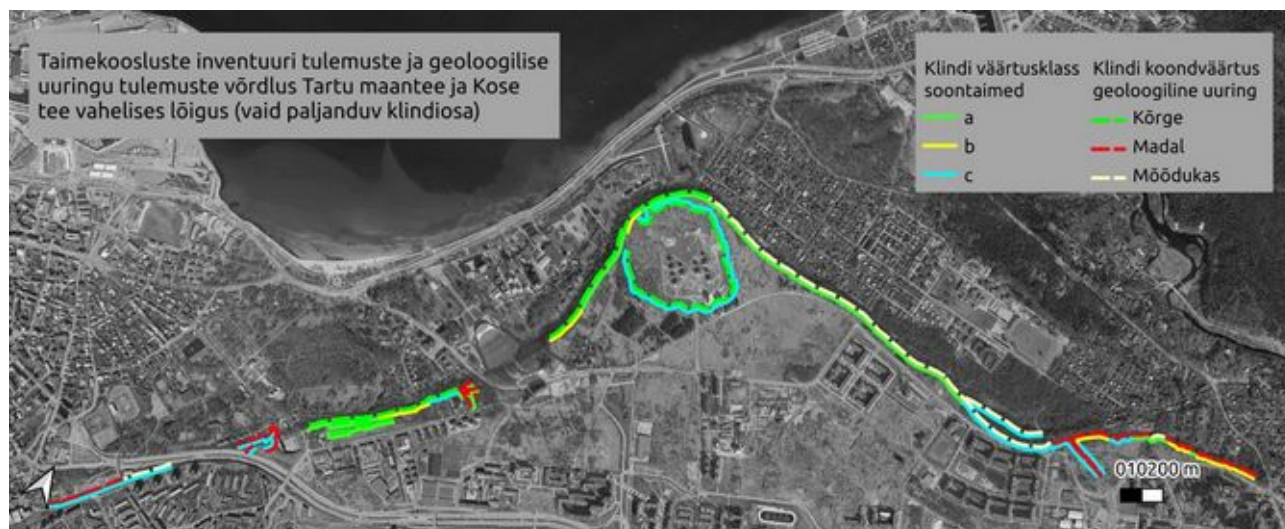 Taimekoosluste inventuuri tulemuste ja geoloogilise
uuringu tulemuste võrdlus Tartu maantee ja Kose
tee vahelises lõigus (vaid paljanduv klindiosa)
Klindi väärtusklass
soontaimed
a
b
c
Klindi koondväärtus
geoloogiline uuring
Kõrge
Madal
Möödukas
010200 m